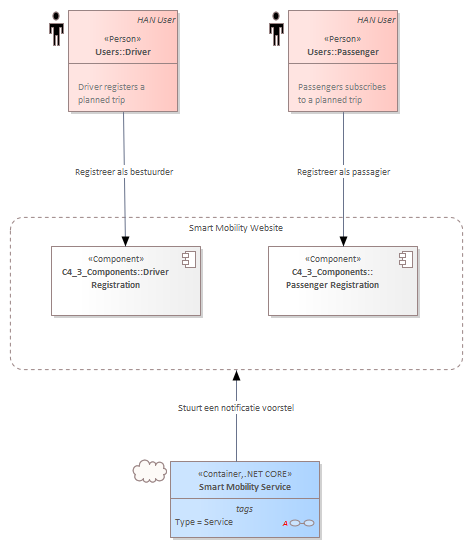 HAN User
«Person»
Users::Driver
Driver registers a
planned trip
HAN User
«Person»
Users::Passenger
Passengers subscribes
to a planned trip
Registreer als bestuurder
Registreer als passagier
Smart Mobility Website
«Component»
C4_3_Components::Driver
Registration
«Component»
C4_3_Components::
Passenger Registration
Stuurt een notificatie voorstel
«Container,.NET CORE»
Smart Mobility Service
tags
Type = Service
A